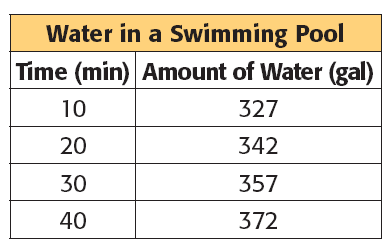 Water in a Swimming Pool
Time (min) Amount of Water (gal)
10 327
20 342
30 357
40 372